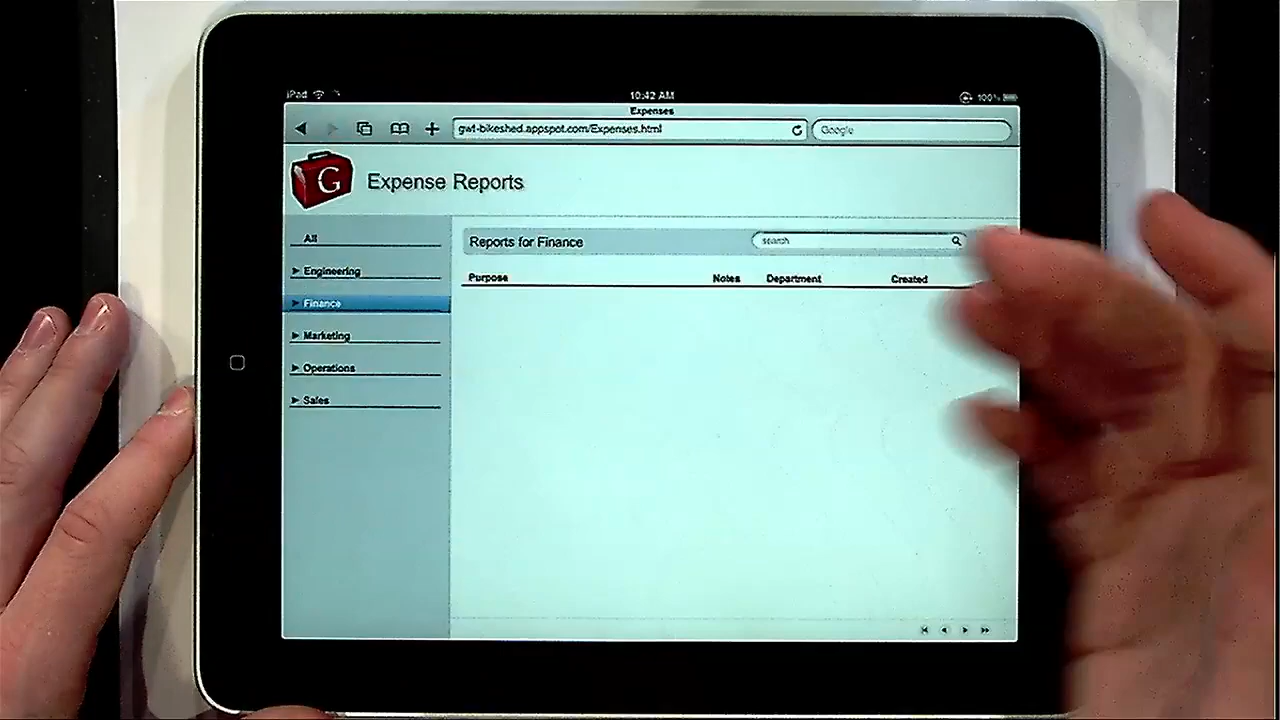 iPad 10:42 AM 100%
Expenses
gwt-bikeshed.appspot.com/Expenses.html Google
G Expense Reports
All
Reports for Finance search
Engineering
Purpose Notes Department Created
Finance
Marketing
Operations
Sales